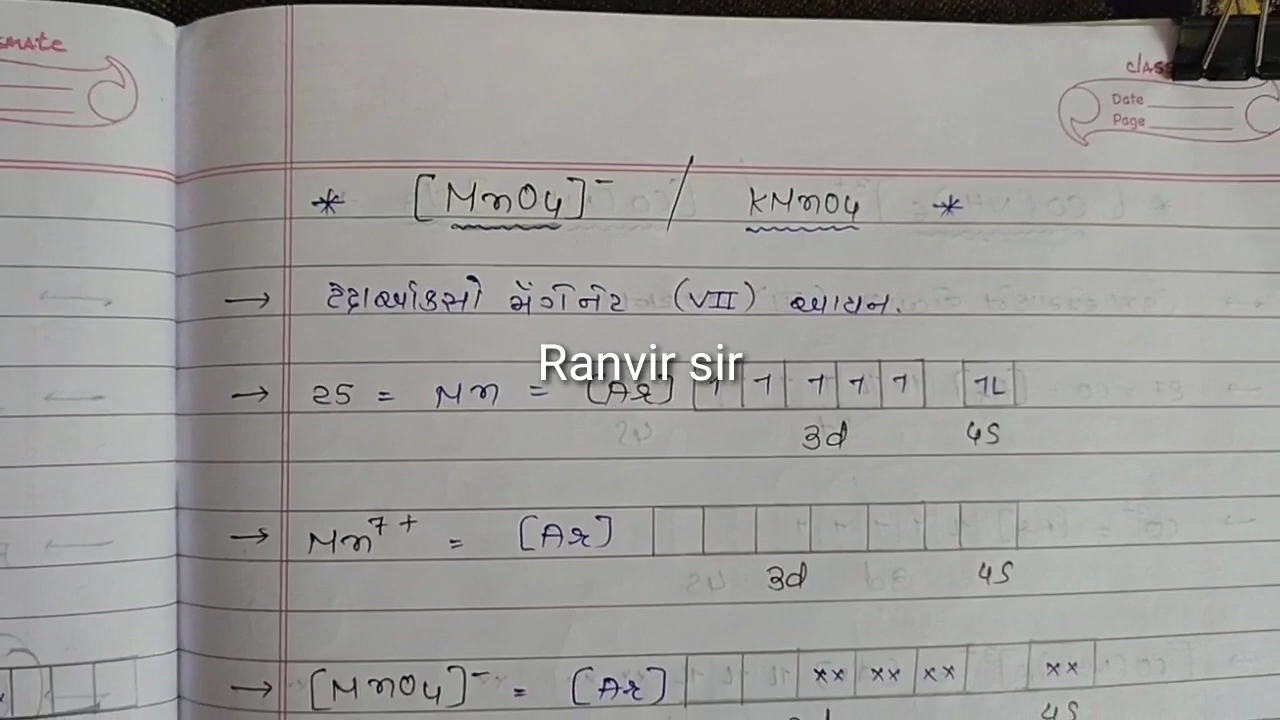 classmate
Date
Page
* [MnO4]⁻ / KMnO4 *
→ ટેટ્રાઓક્સો મેંગેનેટ (VII) આયન.
Ranvir sir
→ 25 = Mn = [Ar] 1 1 1 1 1 1L
3d 4S
→ Mn⁷⁺ = [Ar]
3d 4S
→ [MnO4]⁻ = [Ar] xx xx xx xx
4S